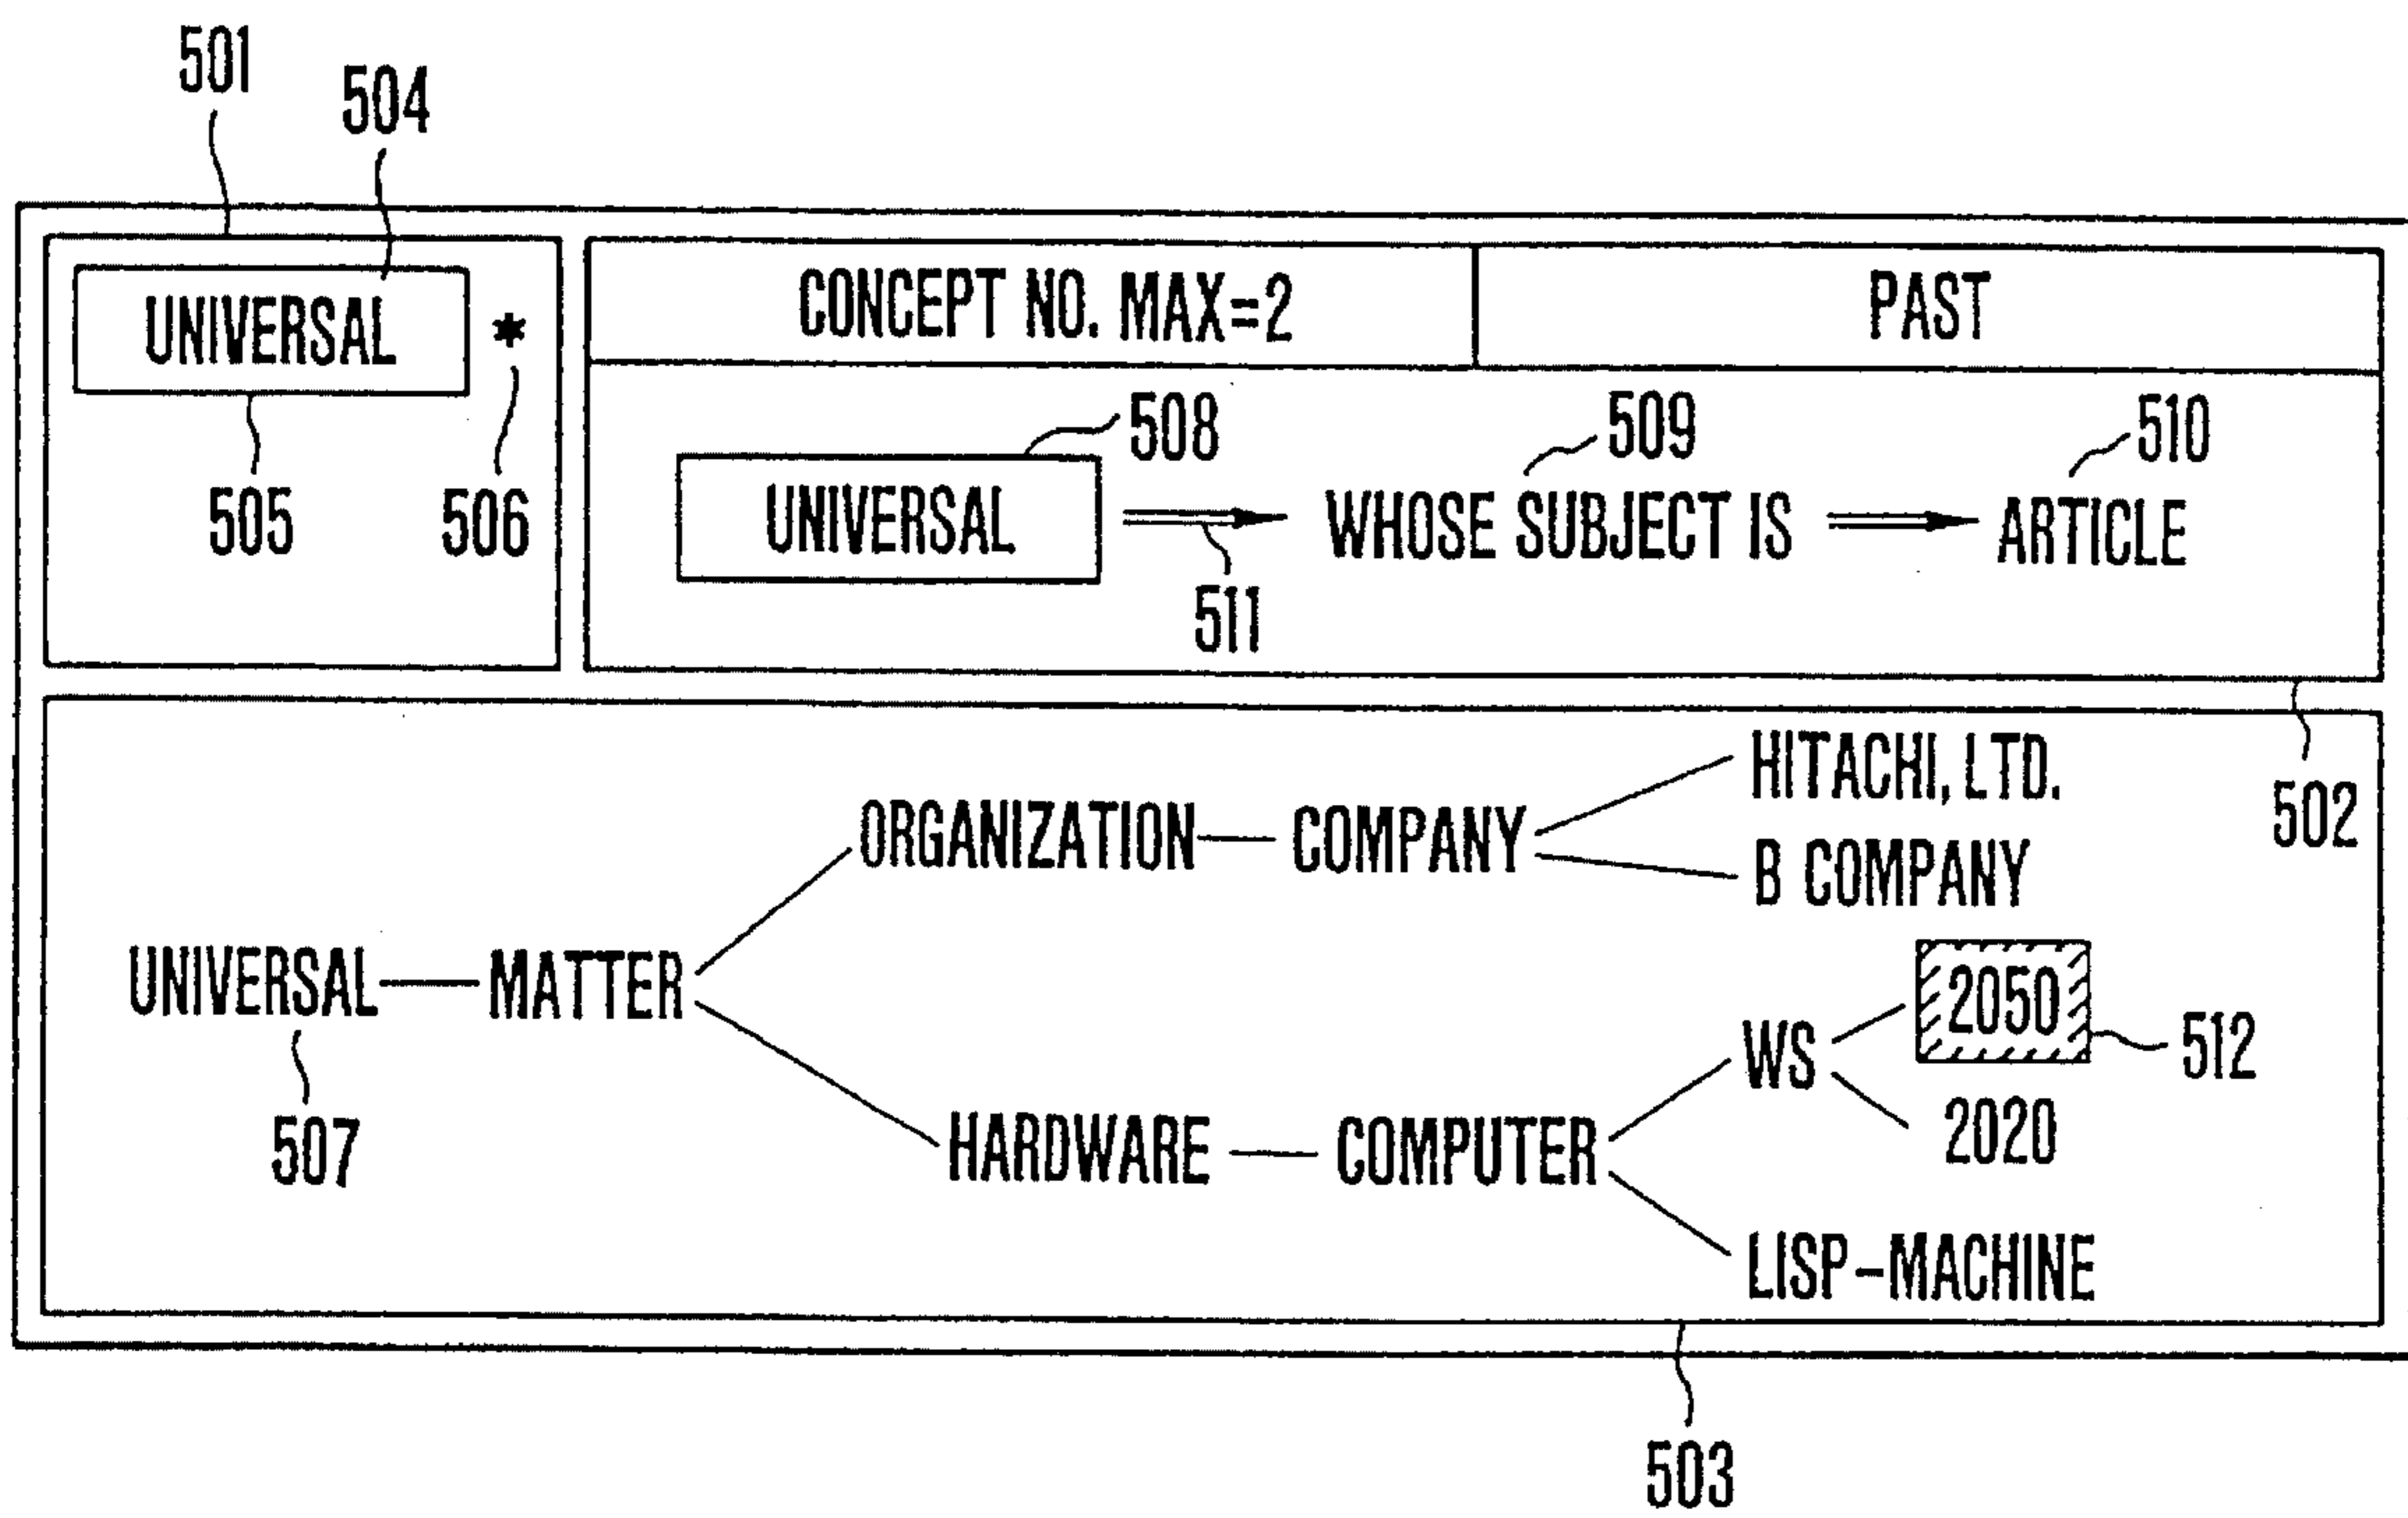 501
504
UNIVERSAL *
505 506
CONCEPT NO. MAX=2 PAST
508 509 510
UNIVERSAL WHOSE SUBJECT IS ARTICLE
511
502
HITACHI, LTD.
ORGANIZATION COMPANY
B COMPANY
UNIVERSAL MATTER
2050
WS 512
507
2020
HARDWARE COMPUTER
LISP-MACHINE
503